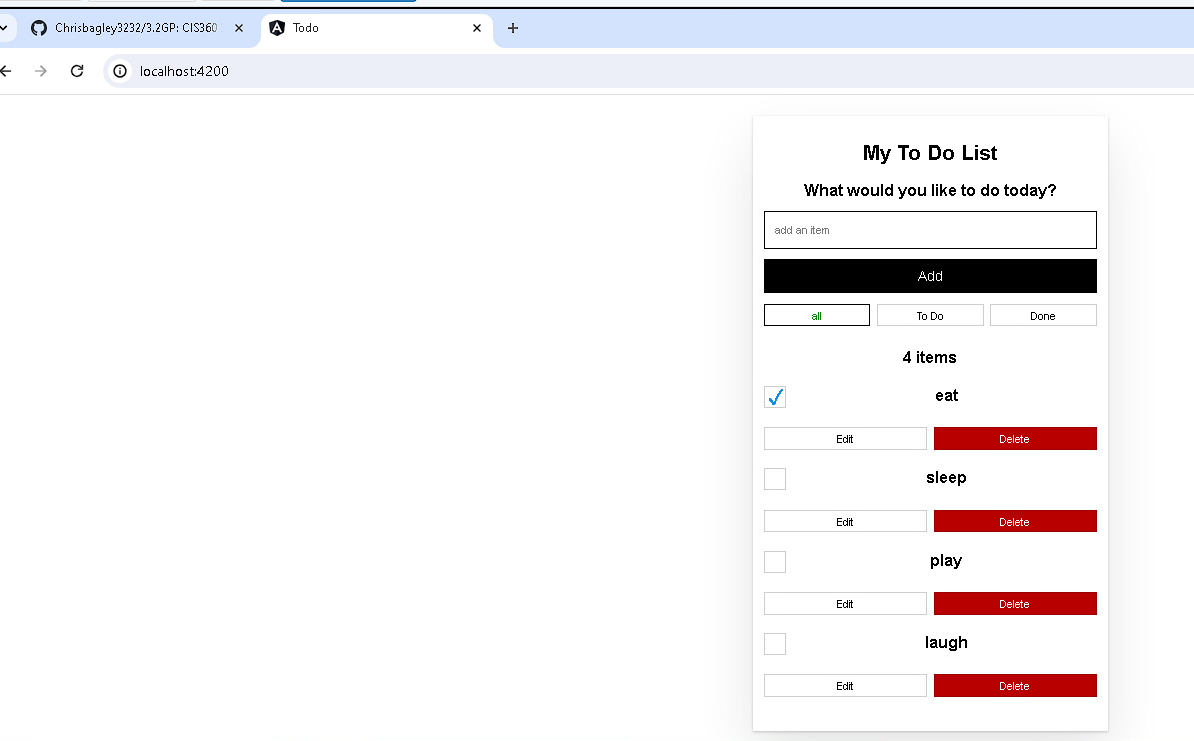 Chrisbagley3232/3.2GP: CIS360
Todo
localhost:4200
My To Do List
What would you like to do today?
add an item
Add
all To Do Done
4 items
eat
Edit Delete
sleep
Edit Delete
play
Edit Delete
laugh
Edit Delete